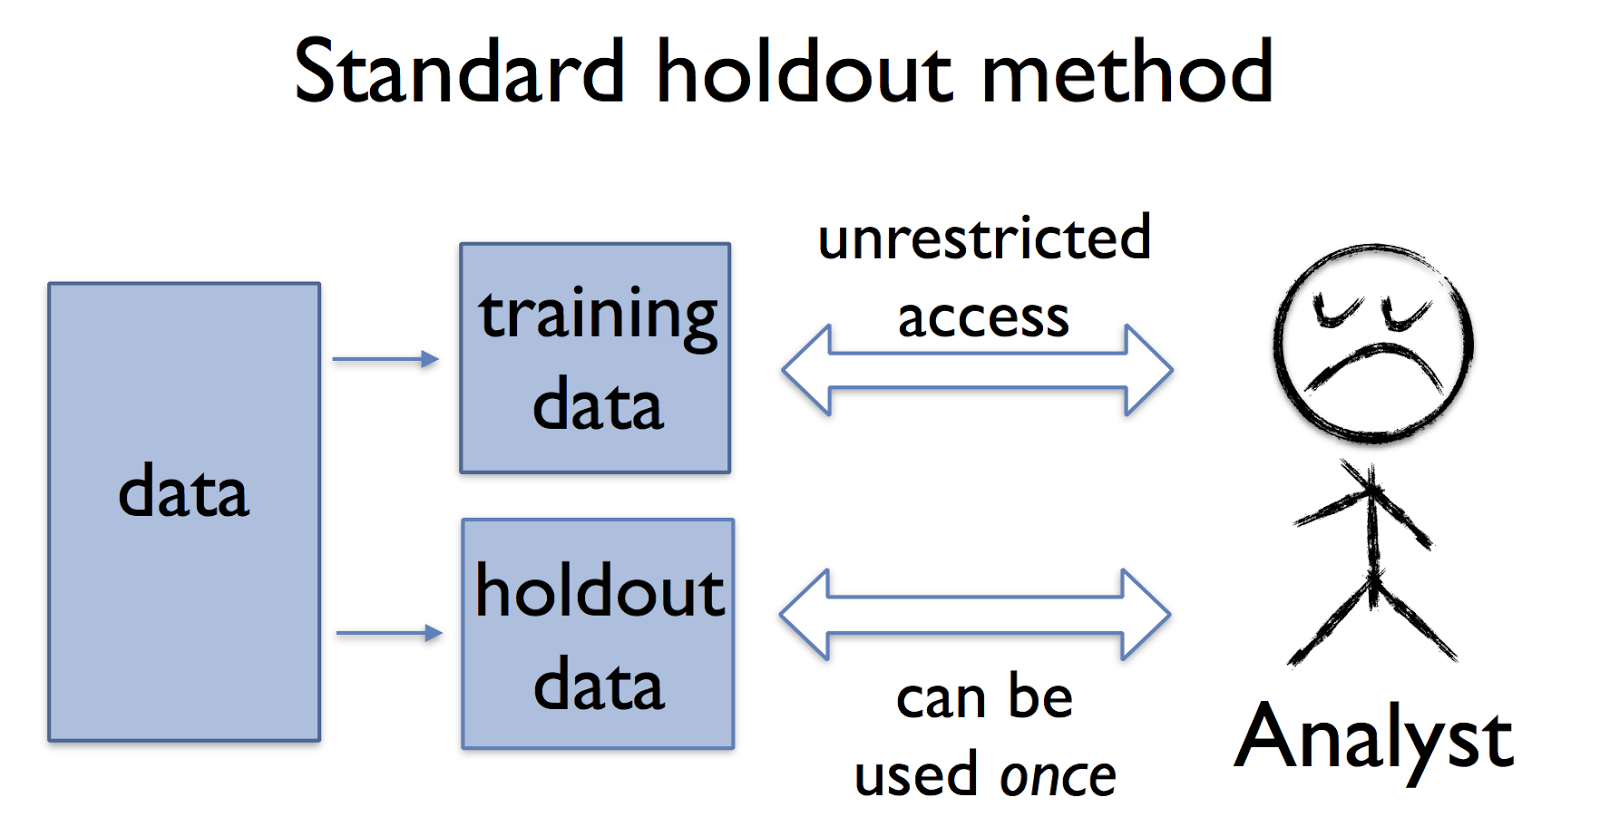 Standard holdout method
data
training
data
unrestricted
access
holdout
data
can be
used once
Analyst